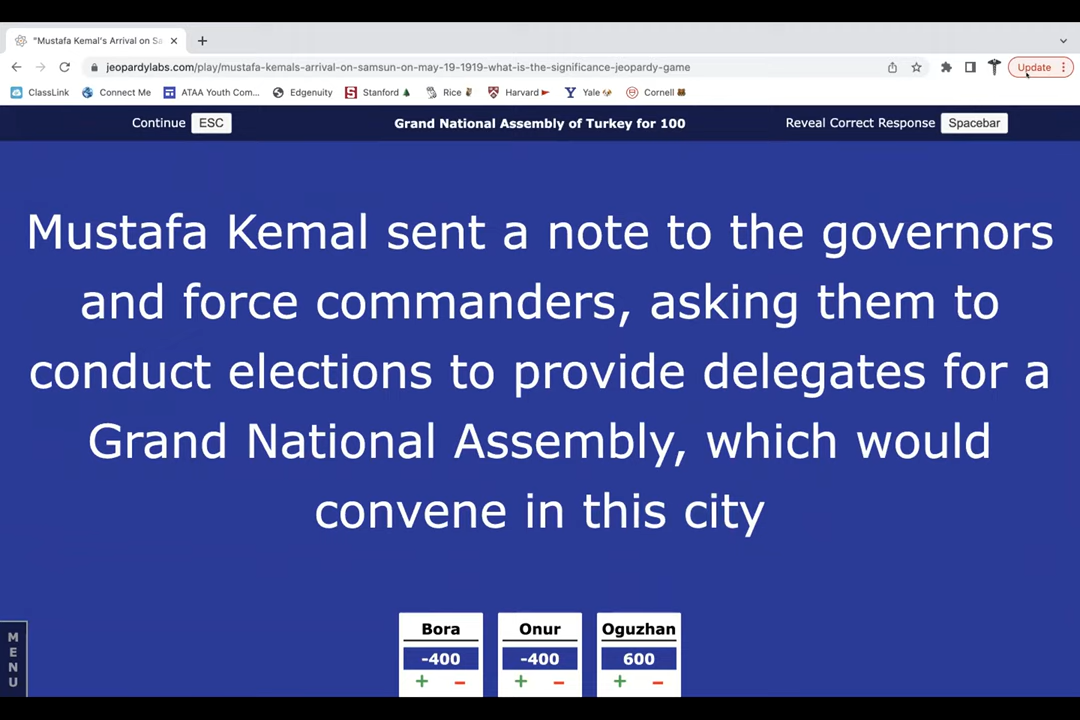 "Mustafa Kemal's Arrival on Sa
jeopardylabs.com/play/mustafa-kemals-arrival-on-samsun-on-may-19-1919-what-is-the-significance-jeopardy-game
Update
ClassLink Connect Me ATAA Youth Com... Edgenuity Stanford Rice Harvard Yale Cornell
Continue ESC Grand National Assembly of Turkey for 100 Reveal Correct Response Spacebar
Mustafa Kemal sent a note to the governors
and force commanders, asking them to
conduct elections to provide delegates for a
Grand National Assembly, which would
convene in this city
MENU
Bora Onur Oguzhan
-400 -400 600
+ − + − + −